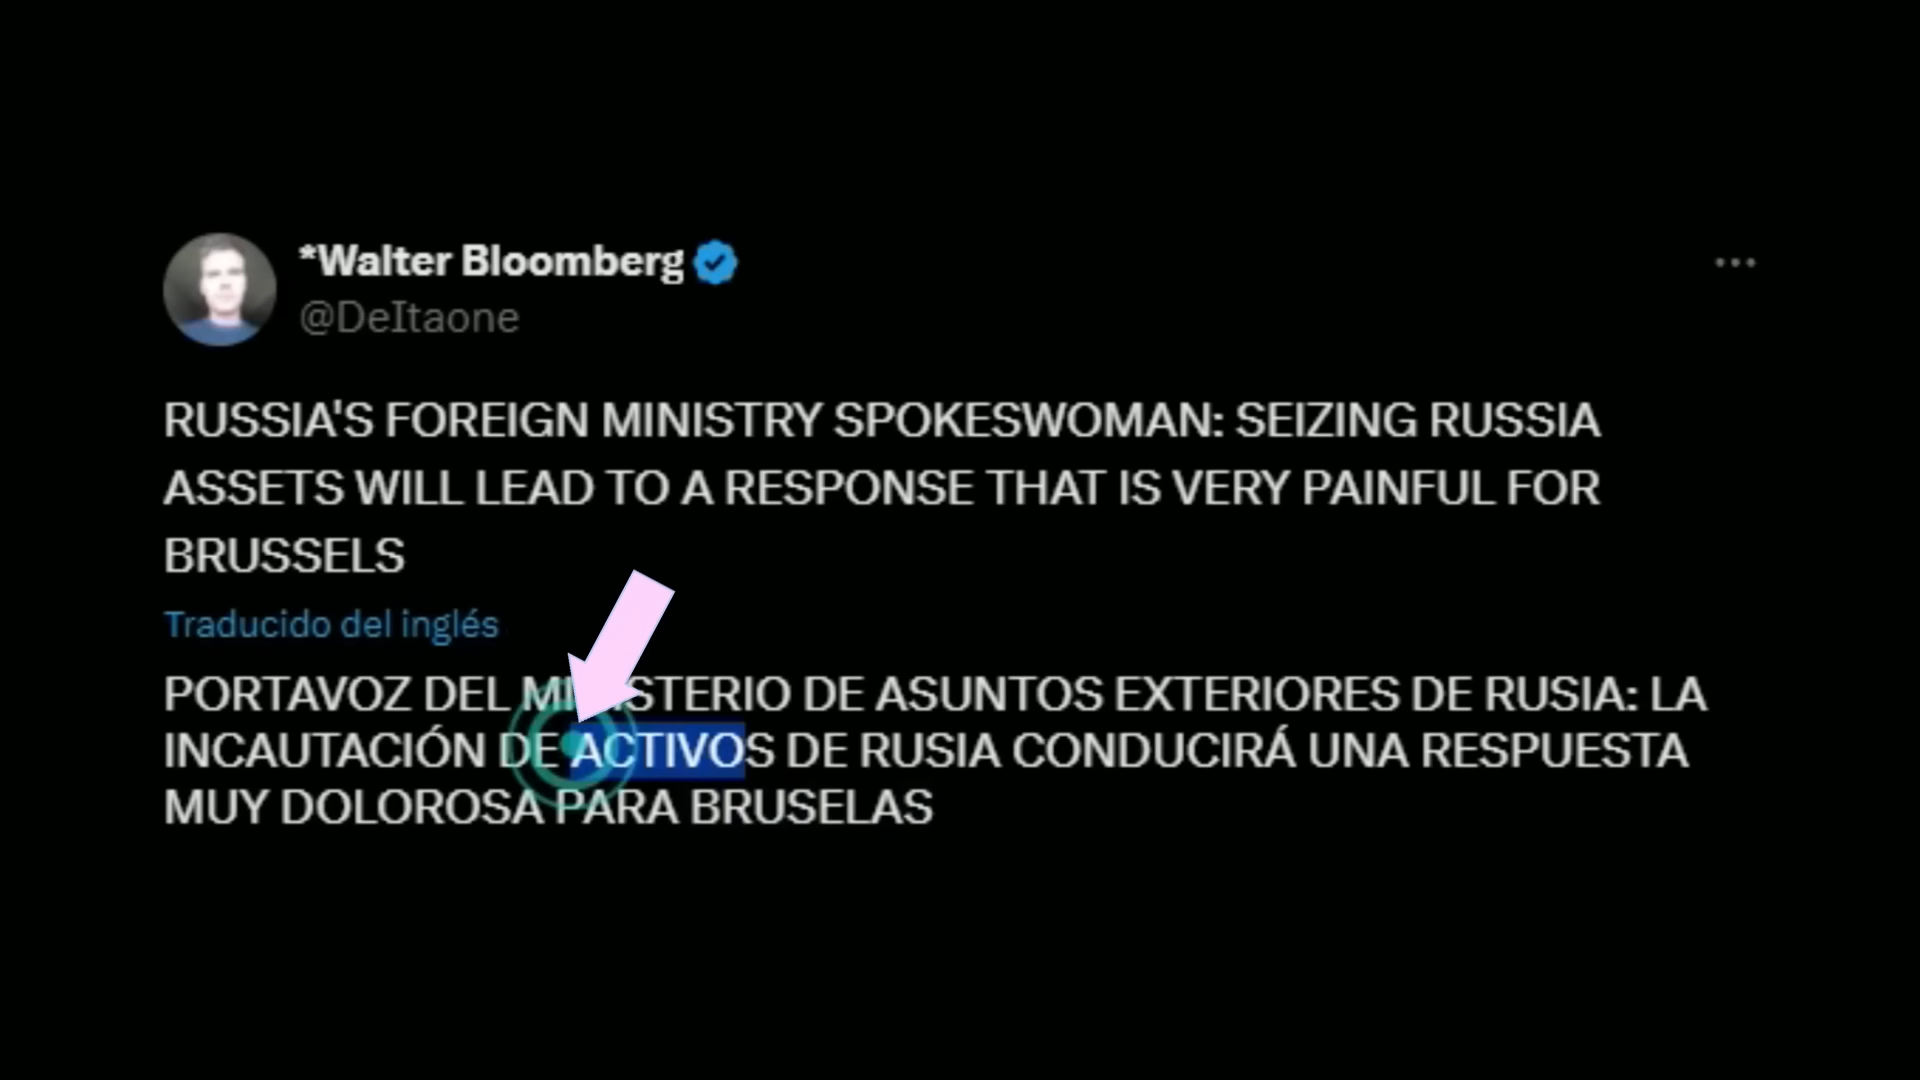 *Walter Bloomberg
@DeItaone
RUSSIA'S FOREIGN MINISTRY SPOKESWOMAN: SEIZING RUSSIA
ASSETS WILL LEAD TO A RESPONSE THAT IS VERY PAINFUL FOR
BRUSSELS
Traducido del inglés
PORTAVOZ DEL MINISTERIO DE ASUNTOS EXTERIORES DE RUSIA: LA
INCAUTACIÓN DE ACTIVOS DE RUSIA CONDUCIRÁ UNA RESPUESTA
MUY DOLOROSA PARA BRUSELAS